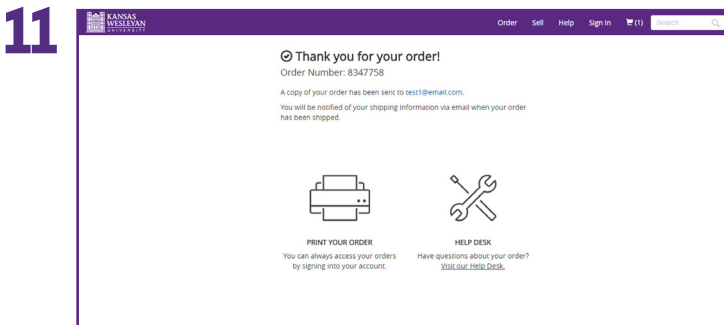 11
KANSAS
WESLEYAN
UNIVERSITY
Order Sell Help Sign In (1) Search
Thank you for your order!
Order Number: 8347758
A copy of your order has been sent to test1@email.com.
You will be notified of your shipping information via email when your order
has been shipped.
PRINT YOUR ORDER
You can always access your orders
by signing into your account.
HELP DESK
Have questions about your order?
Visit our Help Desk.